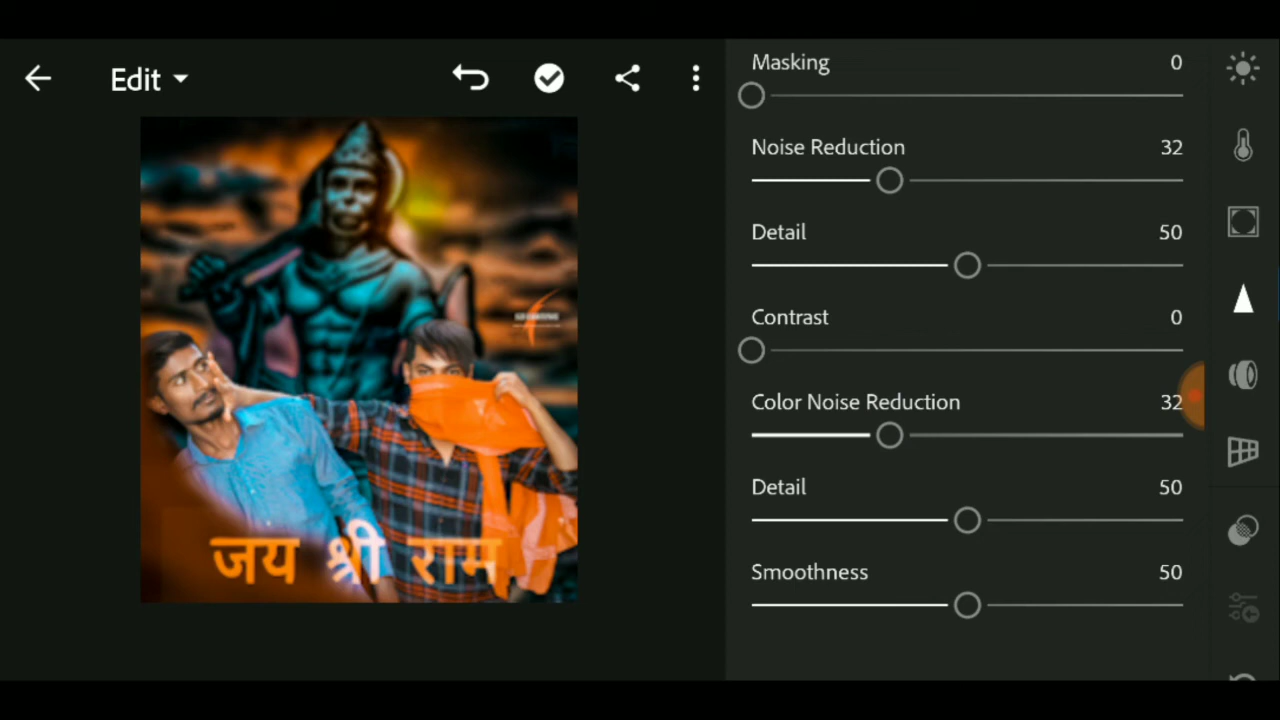 Edit
Masking 0
Noise Reduction 32
Detail 50
Contrast 0
Color Noise Reduction 32
Detail 50
Smoothness 50
जय श्री राम